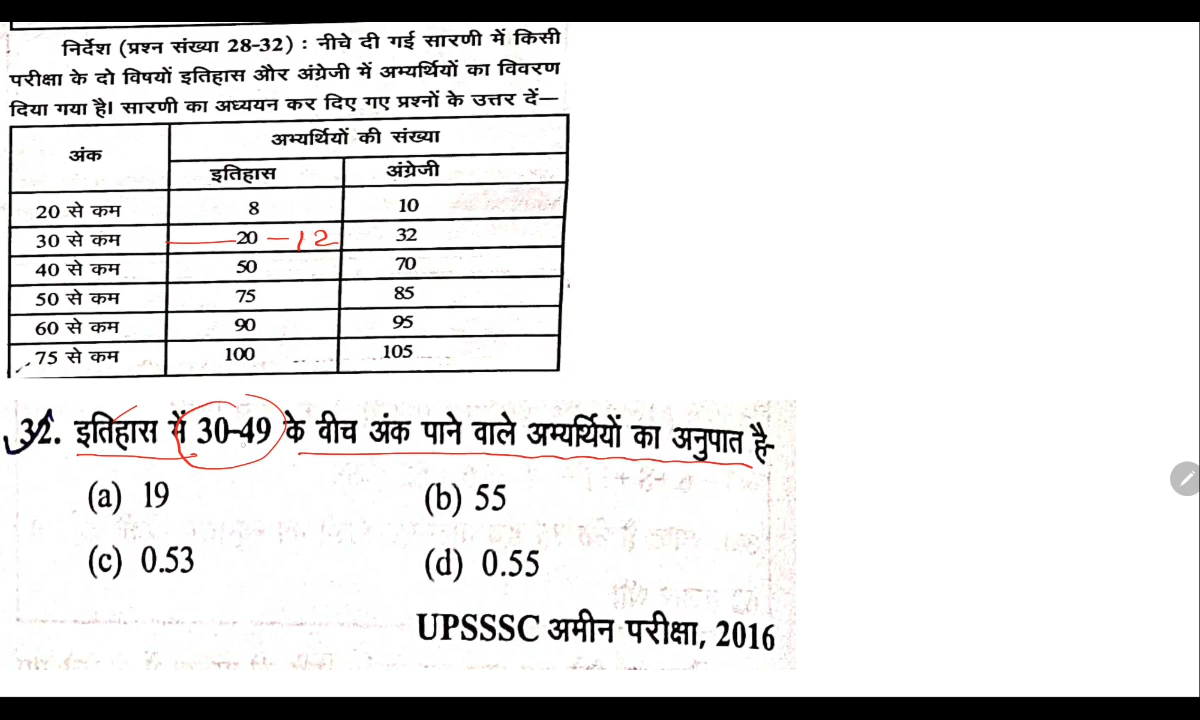 निर्देश (प्रश्न संख्या 28-32) : नीचे दी गई सारणी में किसी
परीक्षा के दो विषयों इतिहास और अंग्रेजी में अभ्यर्थियों का विवरण
दिया गया है। सारणी का अध्ययन कर दिए गए प्रश्नों के उत्तर दें—
अंक अभ्यर्थियों की संख्या
इतिहास अंग्रेजी
20 से कम 8 10
30 से कम 20 - 12 32
40 से कम 50 70
50 से कम 75 85
60 से कम 90 95
75 से कम 100 105
32. इतिहास में 30-49 के वीच अंक पाने वाले अभ्यर्थियों का अनुपात है-
(a) 19 (b) 55
(c) 0.53 (d) 0.55
UPSSSC अमीन परीक्षा, 2016